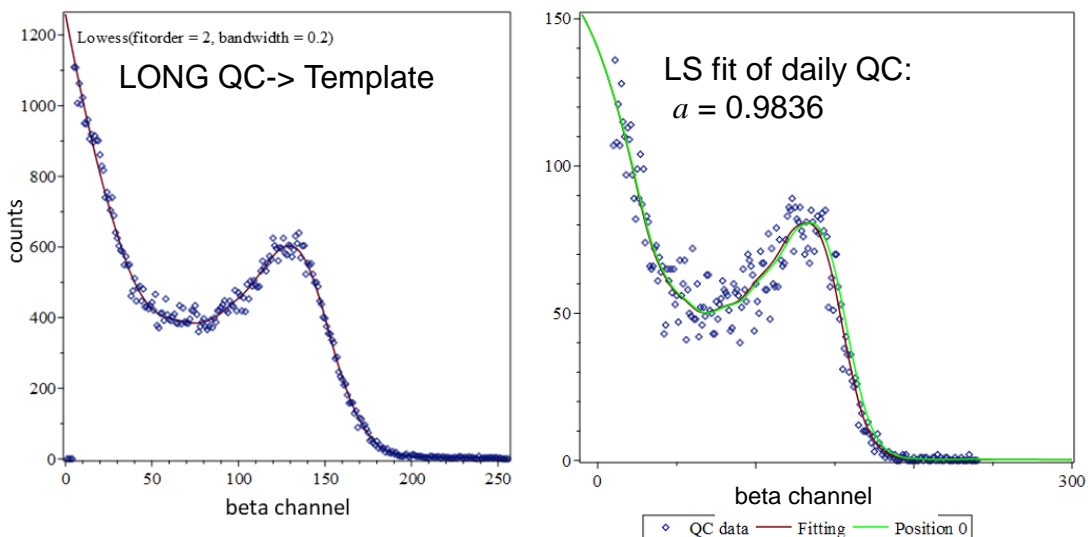 1200
1000
800
600
400
200
0
counts
Lowess(fitorder = 2, bandwidth = 0.2)
LONG QC-> Template
0
50
100
150
200
250
beta channel
150
100
50
0
LS fit of daily QC:
a = 0.9836
0
300
beta channel
QC data Fitting Position 0